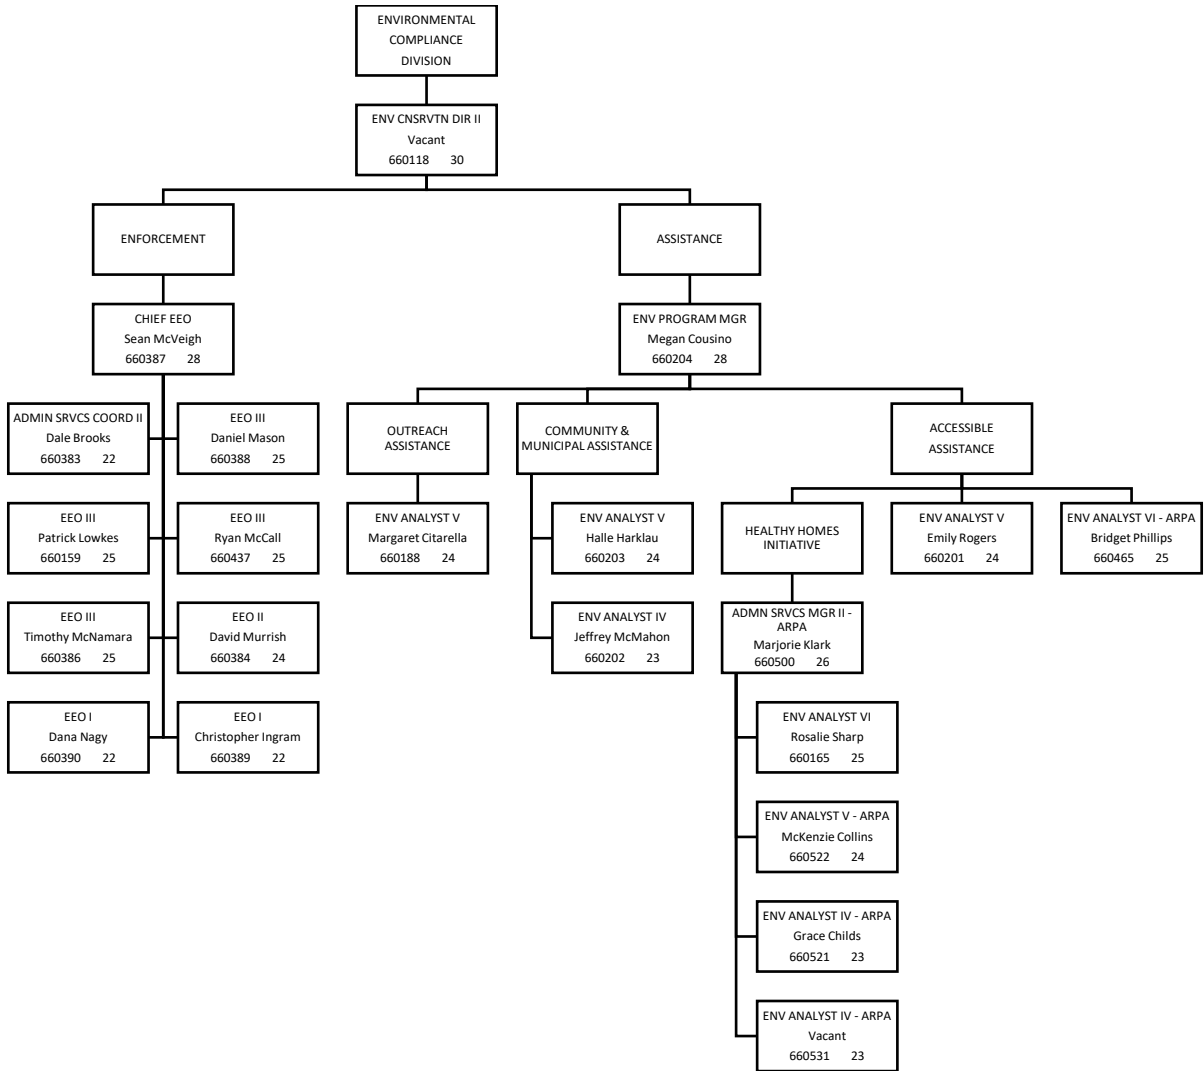 ENVIRONMENTAL
COMPLIANCE
DIVISION
ENV CNSRVTN DIR II
Vacant
660118 30
ENFORCEMENT
ASSISTANCE
CHIEF EEO
Sean McVeigh
660387 28
ENV PROGRAM MGR
Megan Cousino
660204 28
ADMIN SRVCS COORD II
Dale Brooks
660383 22
EEO III
Daniel Mason
660388 25
OUTREACH
ASSISTANCE
COMMUNITY &
MUNICIPAL ASSISTANCE
ACCESSIBLE
ASSISTANCE
EEO III
Patrick Lowkes
660159 25
EEO III
Ryan McCall
660437 25
ENV ANALYST V
Margaret Citarella
660188 24
ENV ANALYST V
Halle Harklau
660203 24
HEALTHY HOMES
INITIATIVE
ENV ANALYST V
Emily Rogers
660201 24
ENV ANALYST VI - ARPA
Bridget Phillips
660465 25
EEO III
Timothy McNamara
660386 25
EEO II
David Murrish
660384 24
ENV ANALYST IV
Jeffrey McMahon
660202 23
ADMN SRVCS MGR II -
ARPA
Marjorie Klark
660500 26
EEO I
Dana Nagy
660390 22
EEO I
Christopher Ingram
660389 22
ENV ANALYST VI
Rosalie Sharp
660165 25
ENV ANALYST V - ARPA
McKenzie Collins
660522 24
ENV ANALYST IV - ARPA
Grace Childs
660521 23
ENV ANALYST IV - ARPA
Vacant
660531 23